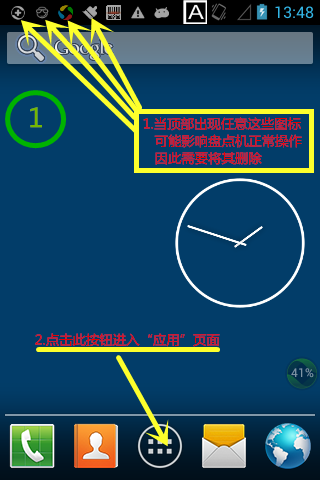 A 13:48
Google
1
1.当顶部出现任意这些图标
可能影响盘点机正常操作
因此需要将其删除
2.点击此按钮进入“应用”页面
41%